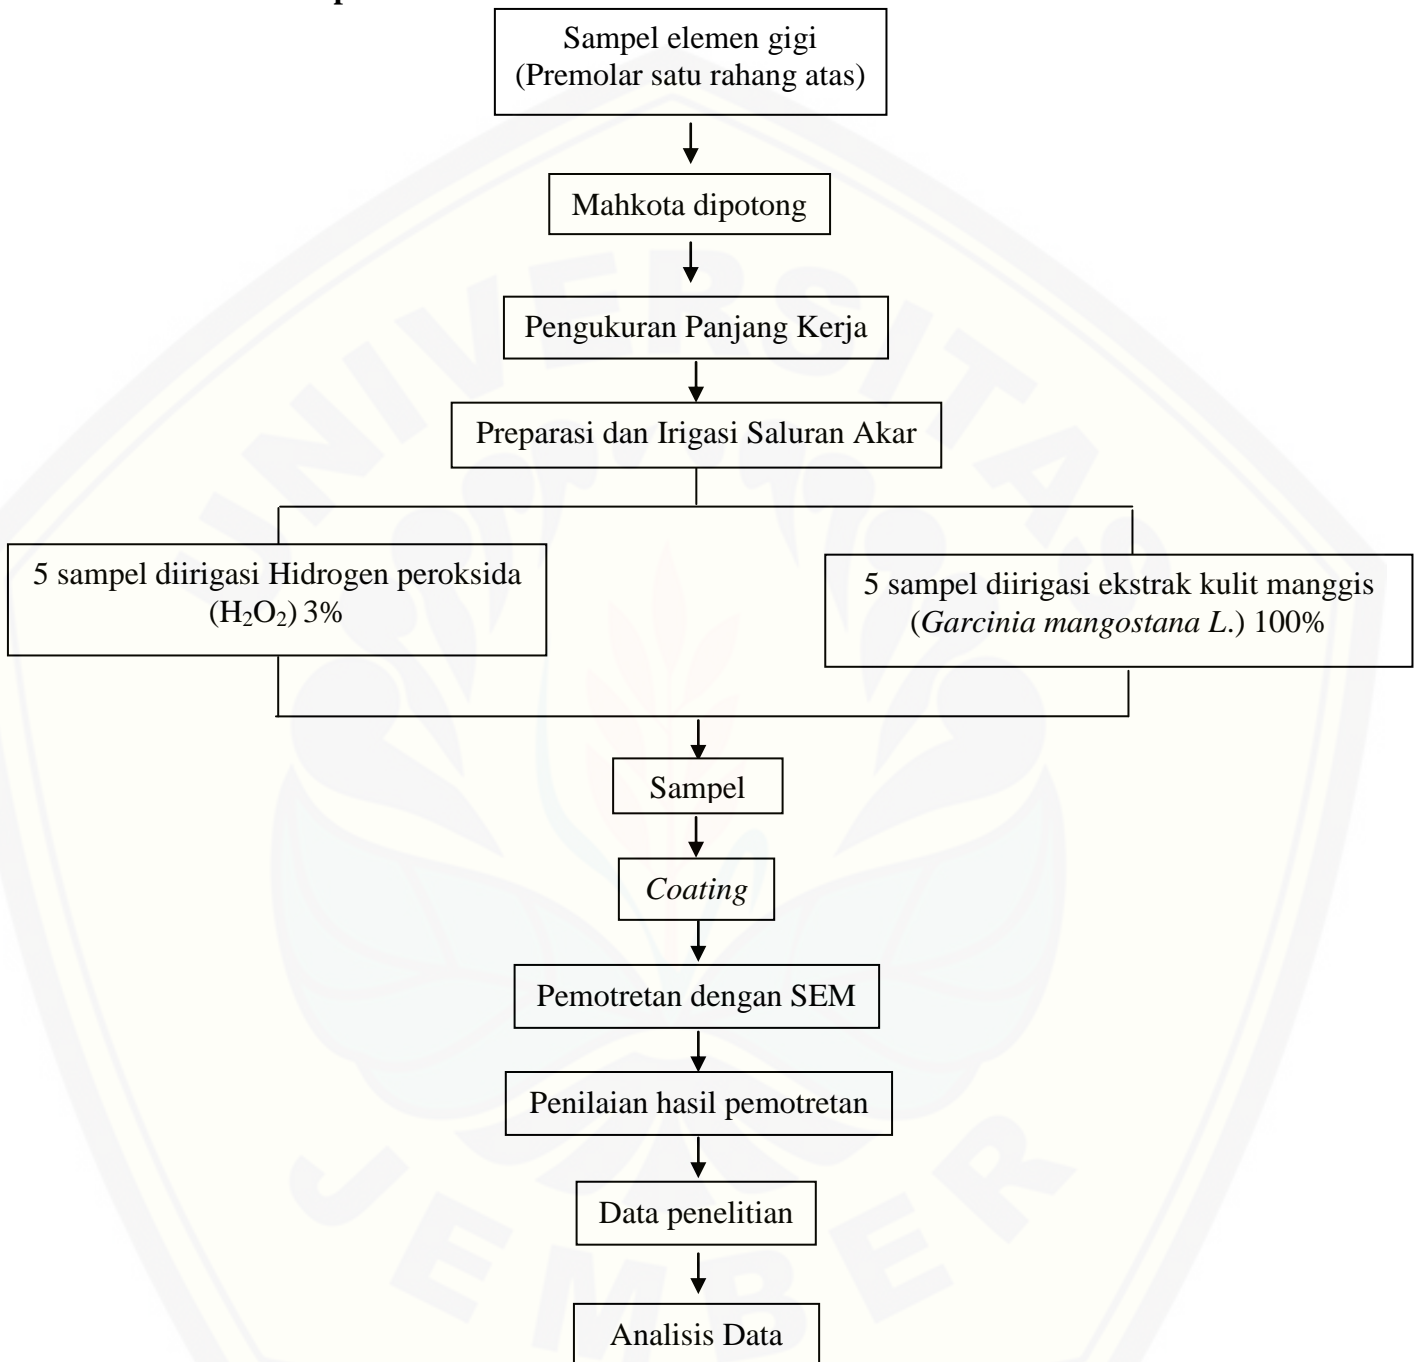 Sampel elemen gigi
(Premolar satu rahang atas)
Mahkota dipotong
Pengukuran Panjang Kerja
Preparasi dan Irigasi Saluran Akar
5 sampel diirigasi Hidrogen peroksida
(H₂O₂) 3%
5 sampel diirigasi ekstrak kulit manggis
(Garcinia mangostana L.) 100%
Sampel
Coating
Pemotretan dengan SEM
Penilaian hasil pemotretan
Data penelitian
Analisis Data
UNIVERSITAS
JEMBER